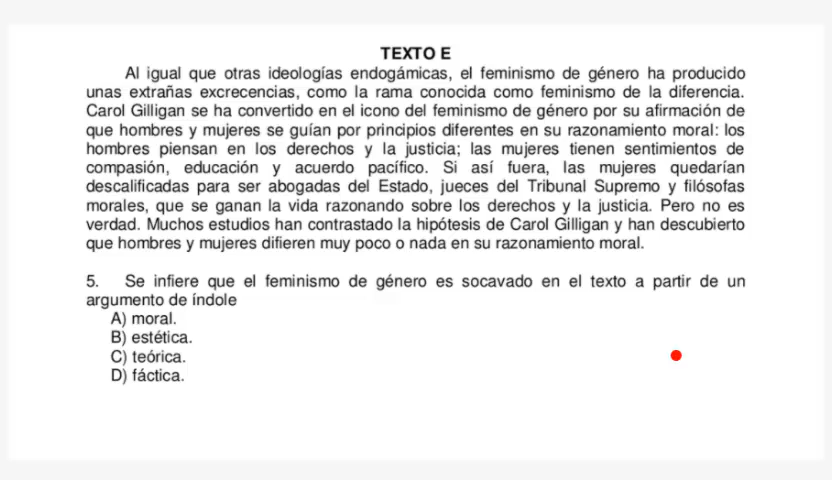 TEXTO E
Al igual que otras ideologías endogámicas, el feminismo de género ha producido
unas extrañas excrecencias, como la rama conocida como feminismo de la diferencia.
Carol Gilligan se ha convertido en el icono del feminismo de género por su afirmación de
que hombres y mujeres se guían por principios diferentes en su razonamiento moral: los
hombres piensan en los derechos y la justicia; las mujeres tienen sentimientos de
compasión, educación y acuerdo pacífico. Si así fuera, las mujeres quedarían
descalificadas para ser abogadas del Estado, jueces del Tribunal Supremo y filósofas
morales, que se ganan la vida razonando sobre los derechos y la justicia. Pero no es
verdad. Muchos estudios han contrastado la hipótesis de Carol Gilligan y han descubierto
que hombres y mujeres difieren muy poco o nada en su razonamiento moral.
5. Se infiere que el feminismo de género es socavado en el texto a partir de un
argumento de índole
A) moral.
B) estética.
C) teórica.
D) fáctica.